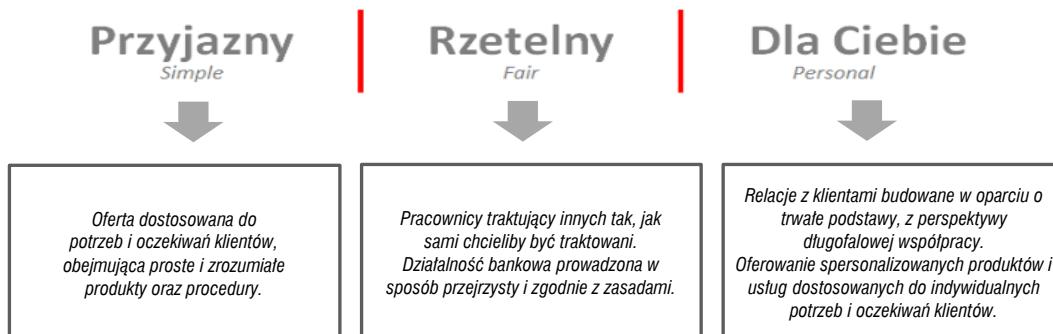 Przyjazny
Simple
Rzetelny
Fair
Dla Ciebie
Personal
Oferta dostosowana do
potrzeb i oczekiwań klientów,
obejmująca proste i zrozumiałe
produkty oraz procedury.
Pracownicy traktujący innych tak, jak
sami chcieliby być traktowani.
Działalność bankowa prowadzona w
sposób przejrzysty i zgodnie z zasadami.
Relacje z klientami budowane w oparciu o
trwałe podstawy, z perspektywy
długofalowej współpracy.
Oferowanie spersonalizowanych produktów i
usług dostosowanych do indywidualnych
potrzeb i oczekiwań klientów.